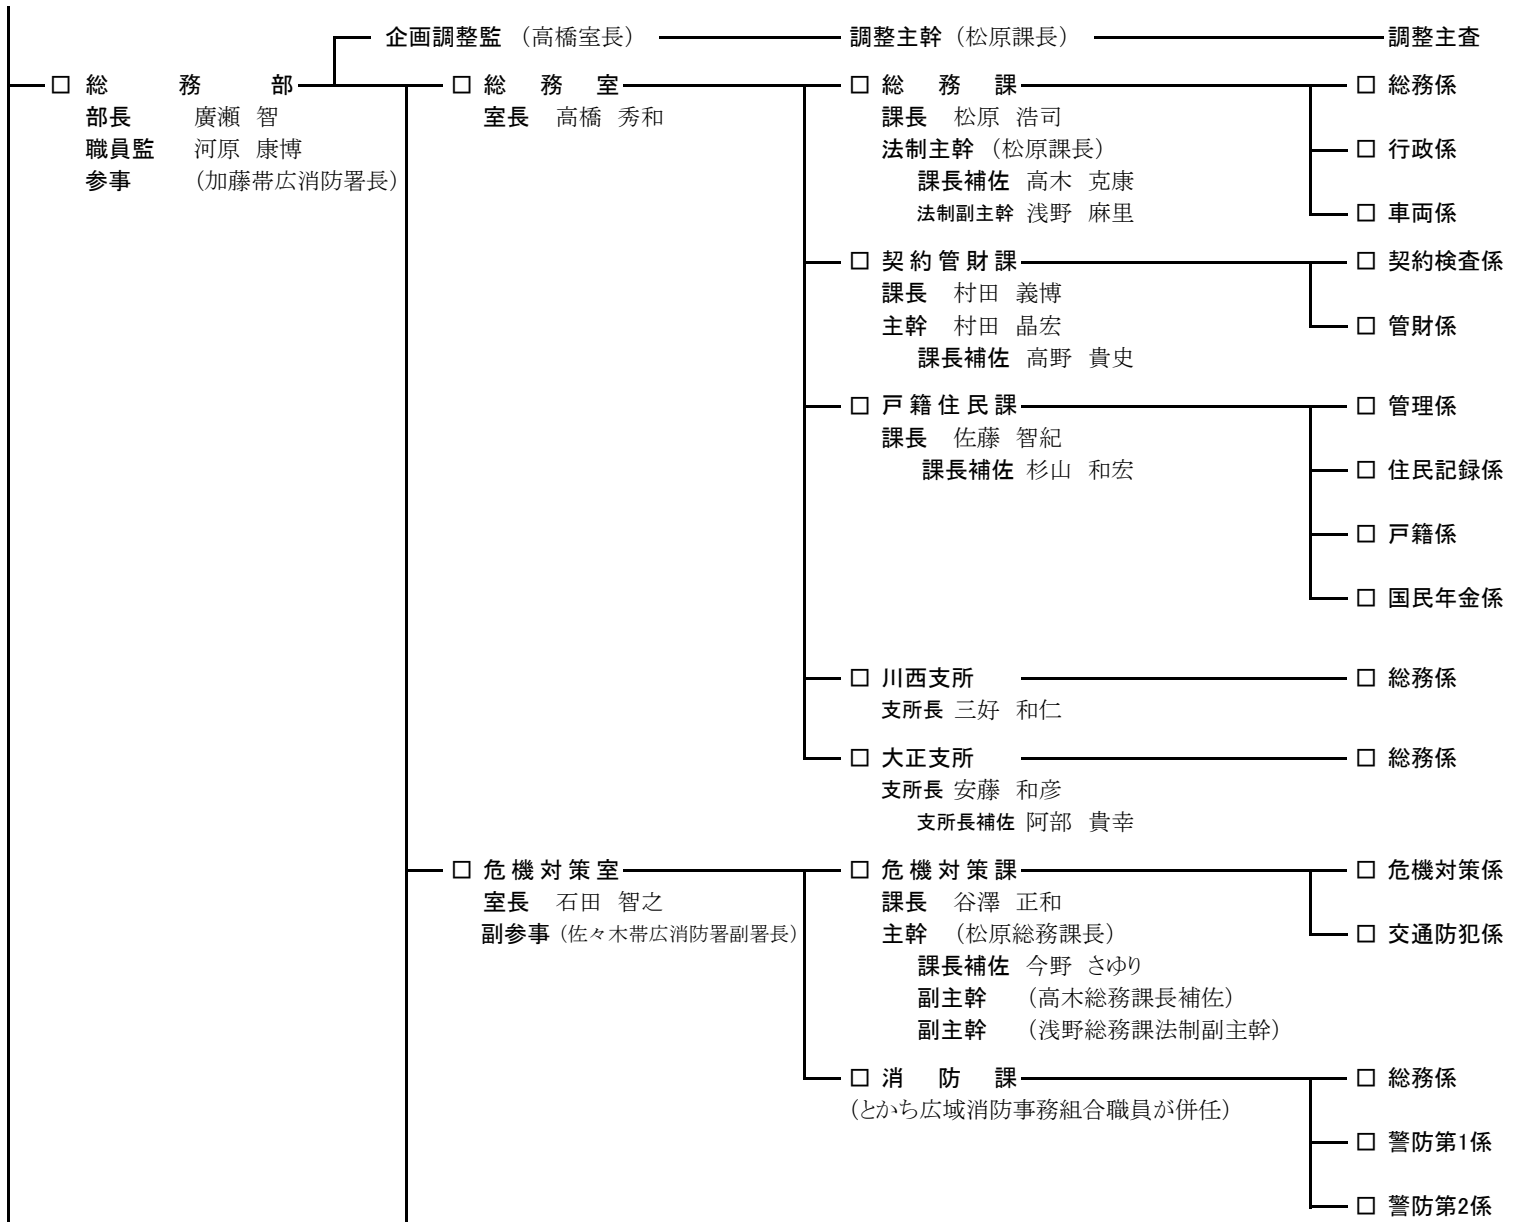 企画調整監 （高橋室長） 調整主幹 （松原課長） 調整主査
□ 総務部 □ 総務室 □ 総務課 □ 総務係
部長 廣瀬 智 室長 高橋 秀和 課長 松原 浩司
職員監 河原 康博 法制主幹 （松原課長） □ 行政係
参事 （加藤帯広消防署長） 課長補佐 高木 克康
法制副主幹 浅野 麻里 □ 車両係
□ 契約管財課 □ 契約検査係
課長 村田 義博
主幹 村田 晶宏 □ 管財係
課長補佐 高野 貴史
□ 戸籍住民課 □ 管理係
課長 佐藤 智紀
課長補佐 杉山 和宏 □ 住民記録係
□ 戸籍係
□ 国民年金係
□ 川西支所 □ 総務係
支所長 三好 和仁
□ 大正支所 □ 総務係
支所長 安藤 和彦
支所長補佐 阿部 貴幸
□ 危機対策室 □ 危機対策課 □ 危機対策係
室長 石田 智之 課長 谷澤 正和
副参事 （佐々木帯広消防署副署長） 主幹 （松原総務課長） □ 交通防犯係
課長補佐 今野 さゆり
副主幹 （高木総務課長補佐）
副主幹 （浅野総務課法制副主幹）
□ 消防課 □ 総務係
（とかち広域消防事務組合職員が併任）
□ 警防第1係
□ 警防第2係